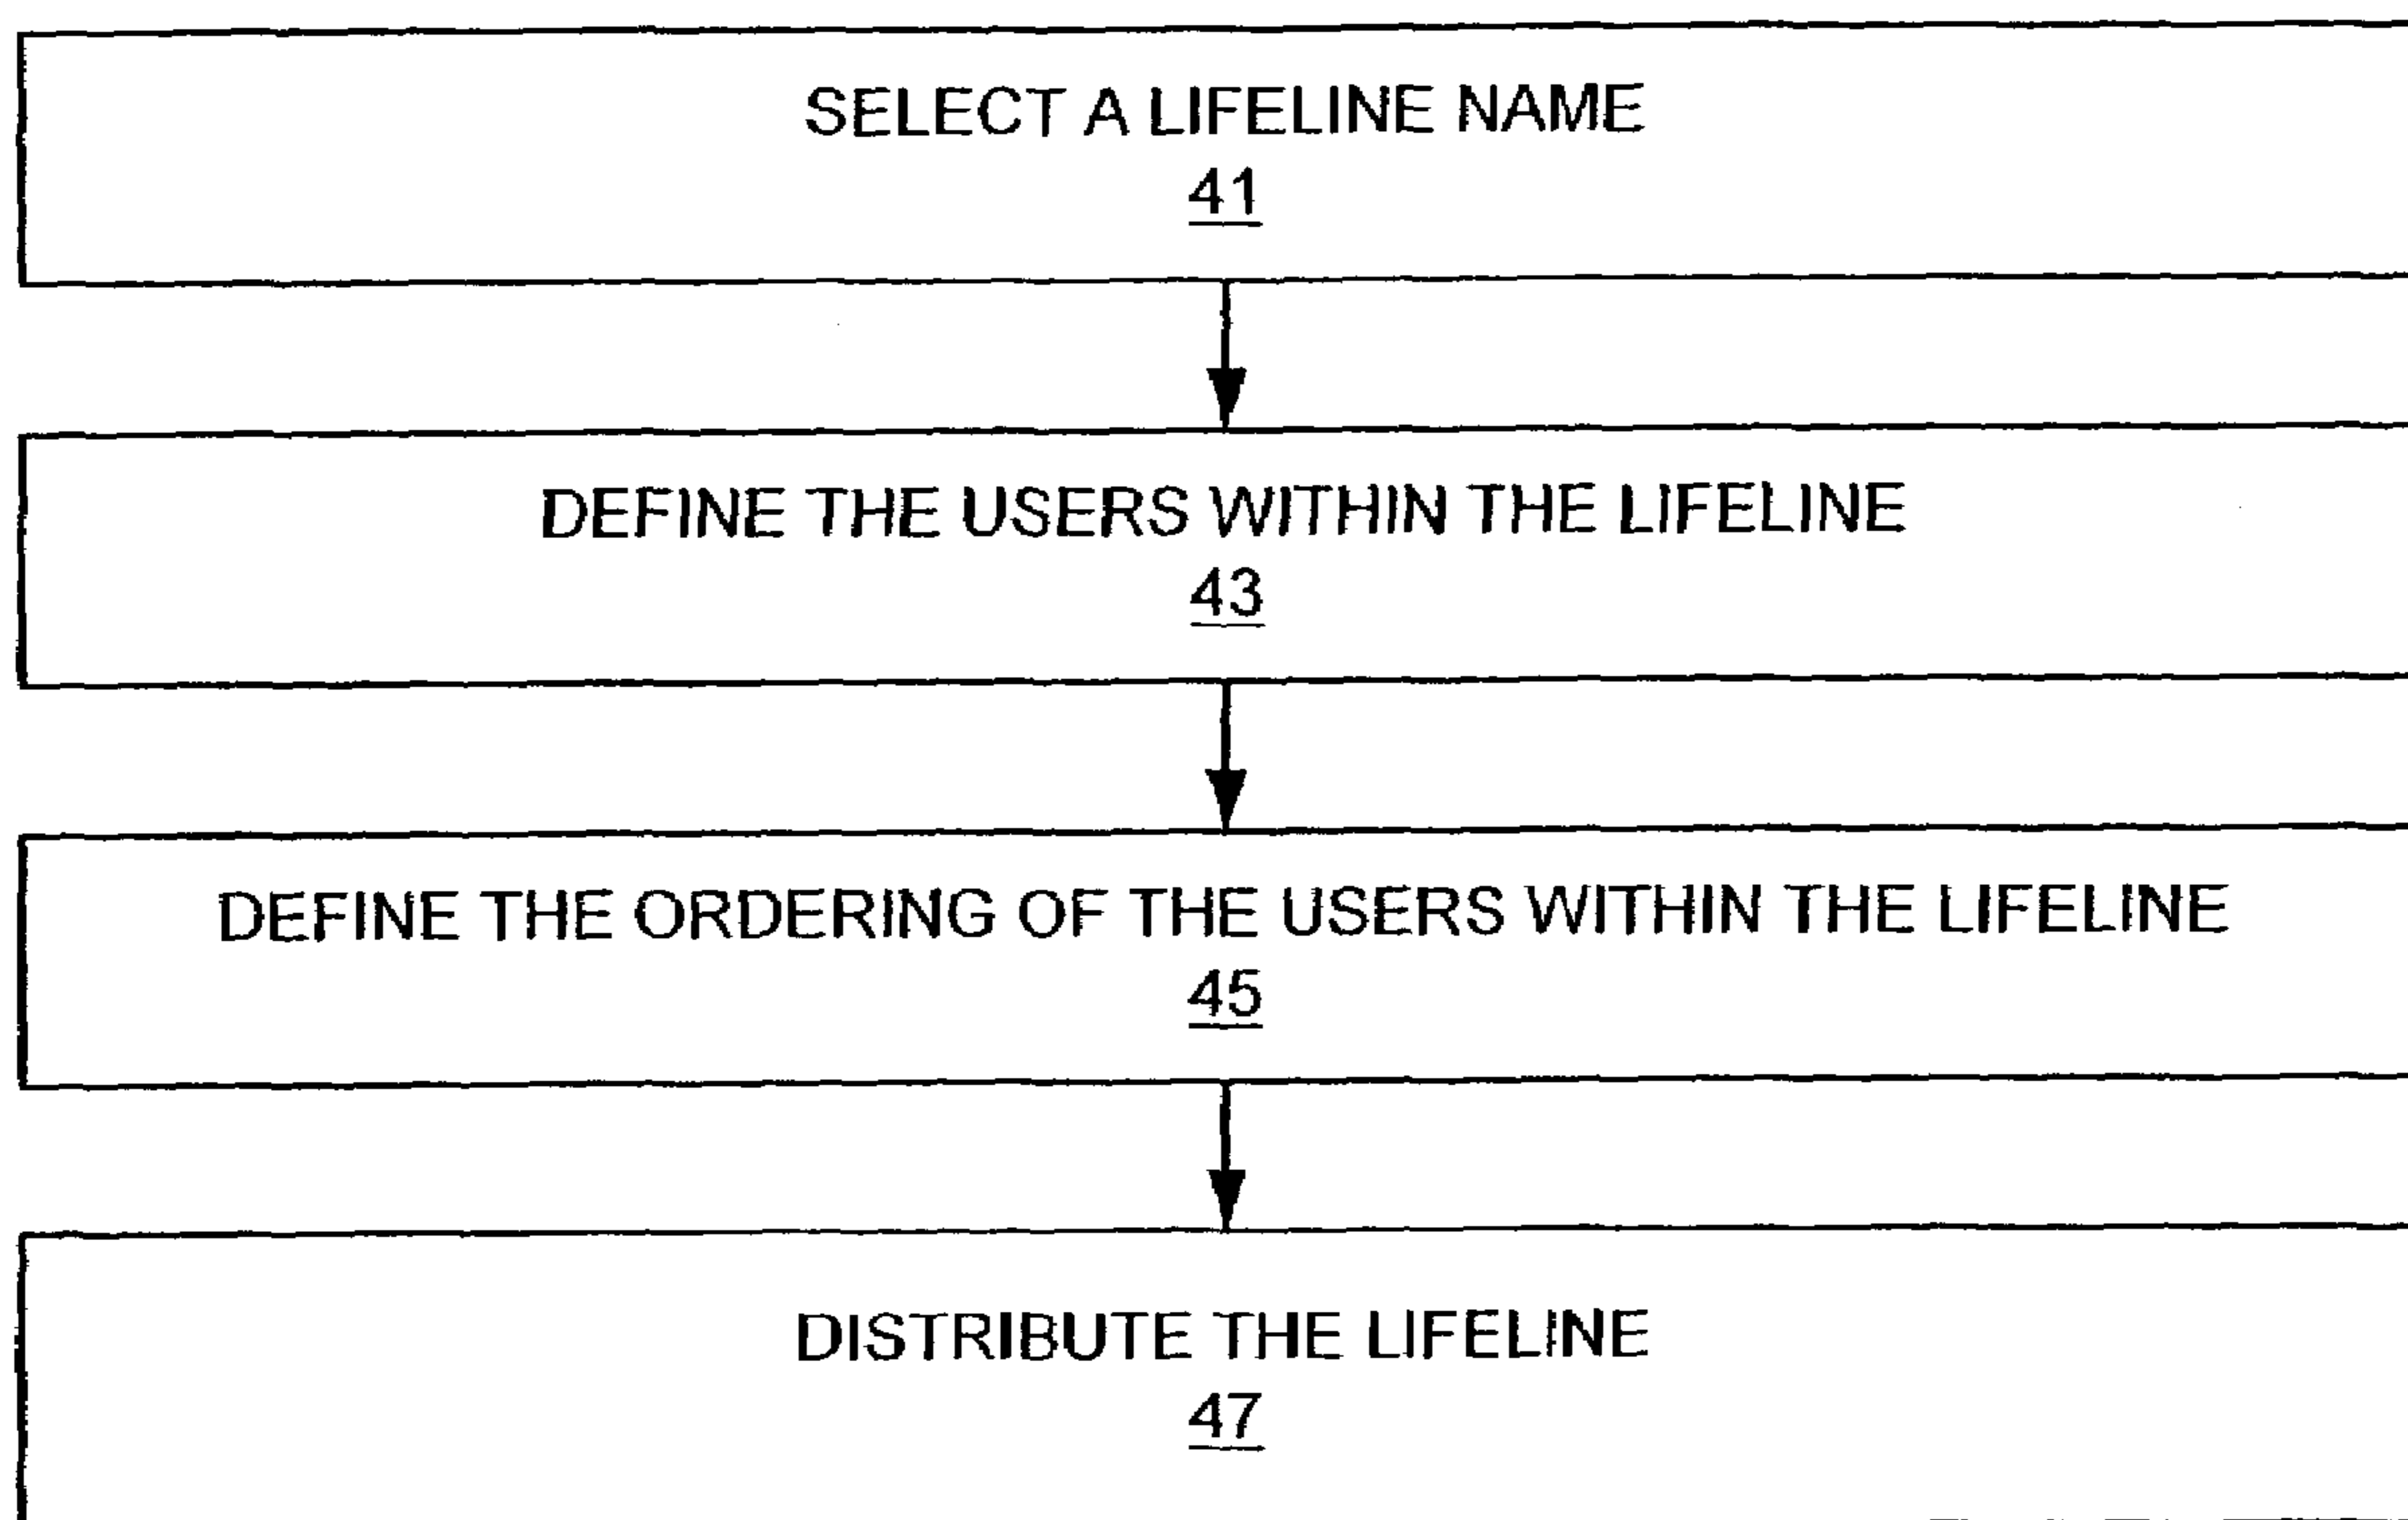 SELECT A LIFELINE NAME
41
DEFINE THE USERS WITHIN THE LIFELINE
43
DEFINE THE ORDERING OF THE USERS WITHIN THE LIFELINE
45
DISTRIBUTE THE LIFELINE
47